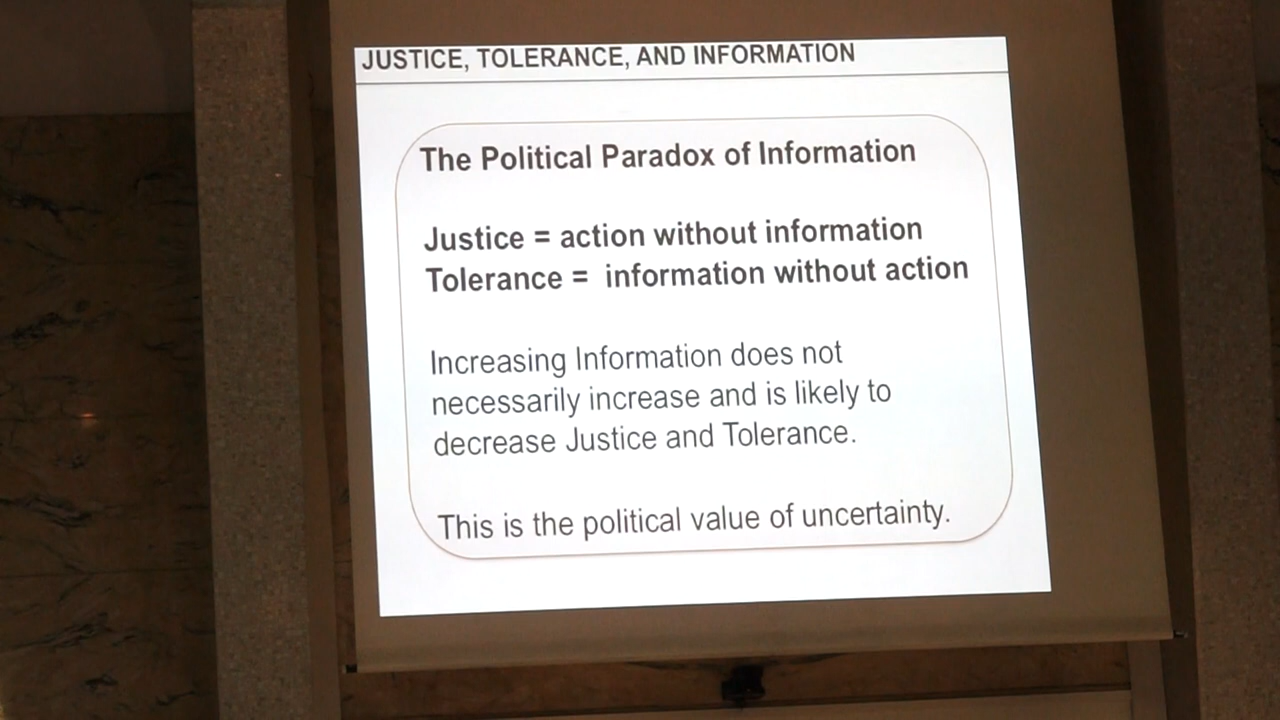 JUSTICE, TOLERANCE, AND INFORMATION
The Political Paradox of Information
Justice = action without information
Tolerance = information without action
Increasing Information does not
necessarily increase and is likely to
decrease Justice and Tolerance.
This is the political value of uncertainty.